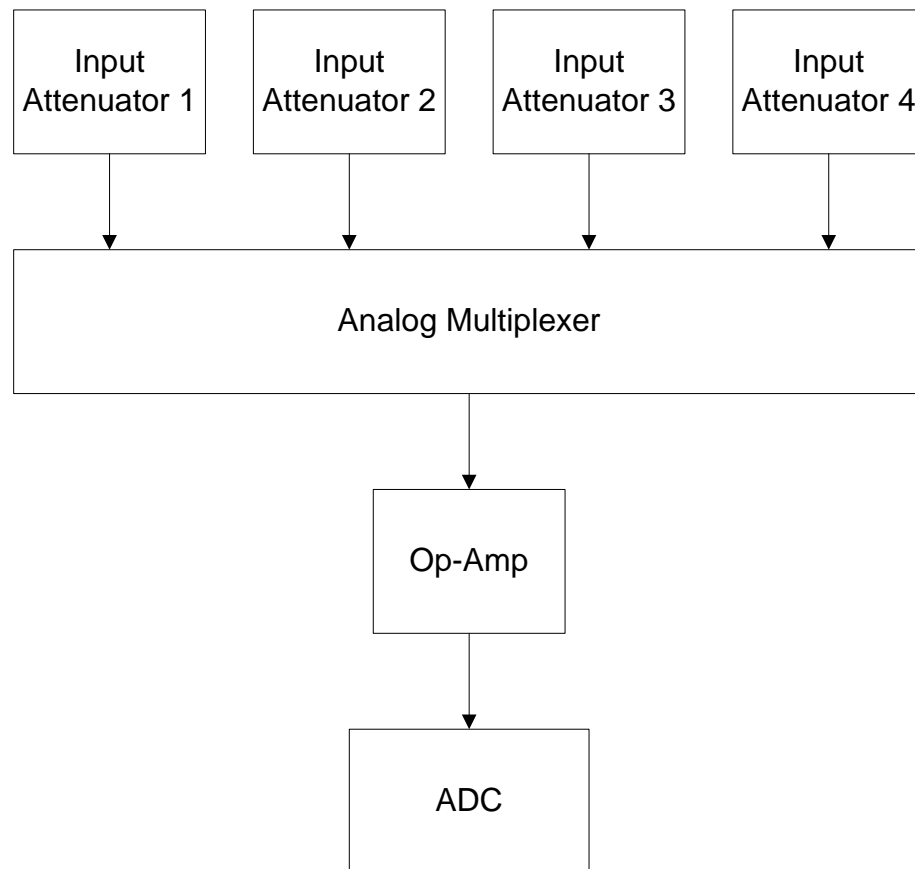 Input
Attenuator 1
Input
Attenuator 2
Input
Attenuator 3
Input
Attenuator 4
Analog Multiplexer
Op-Amp
ADC